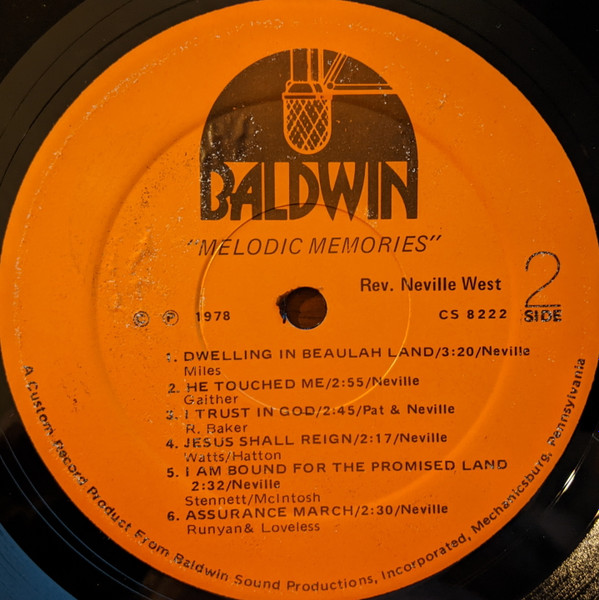 BALDWIN
"MELODIC MEMORIES"
Rev. Neville West
2
SIDE
© ℗ 1978
CS 8222
1. DWELLING IN BEAULAH LAND/3:20/Neville
Miles
2. HE TOUCHED ME/2:55/Neville
Gaither
3. I TRUST IN GOD/2:45/Pat & Neville
R. Baker
4. JESUS SHALL REIGN/2:17/Neville
Watts/Hatton
5. I AM BOUND FOR THE PROMISED LAND
2:32/Neville
Stennett/McIntosh
6. ASSURANCE MARCH/2:30/Neville
Runyan& Loveless
A Custom Record Product From Baldwin Sound Productions, Incorporated, Mechanicsburg, Pennsylvania